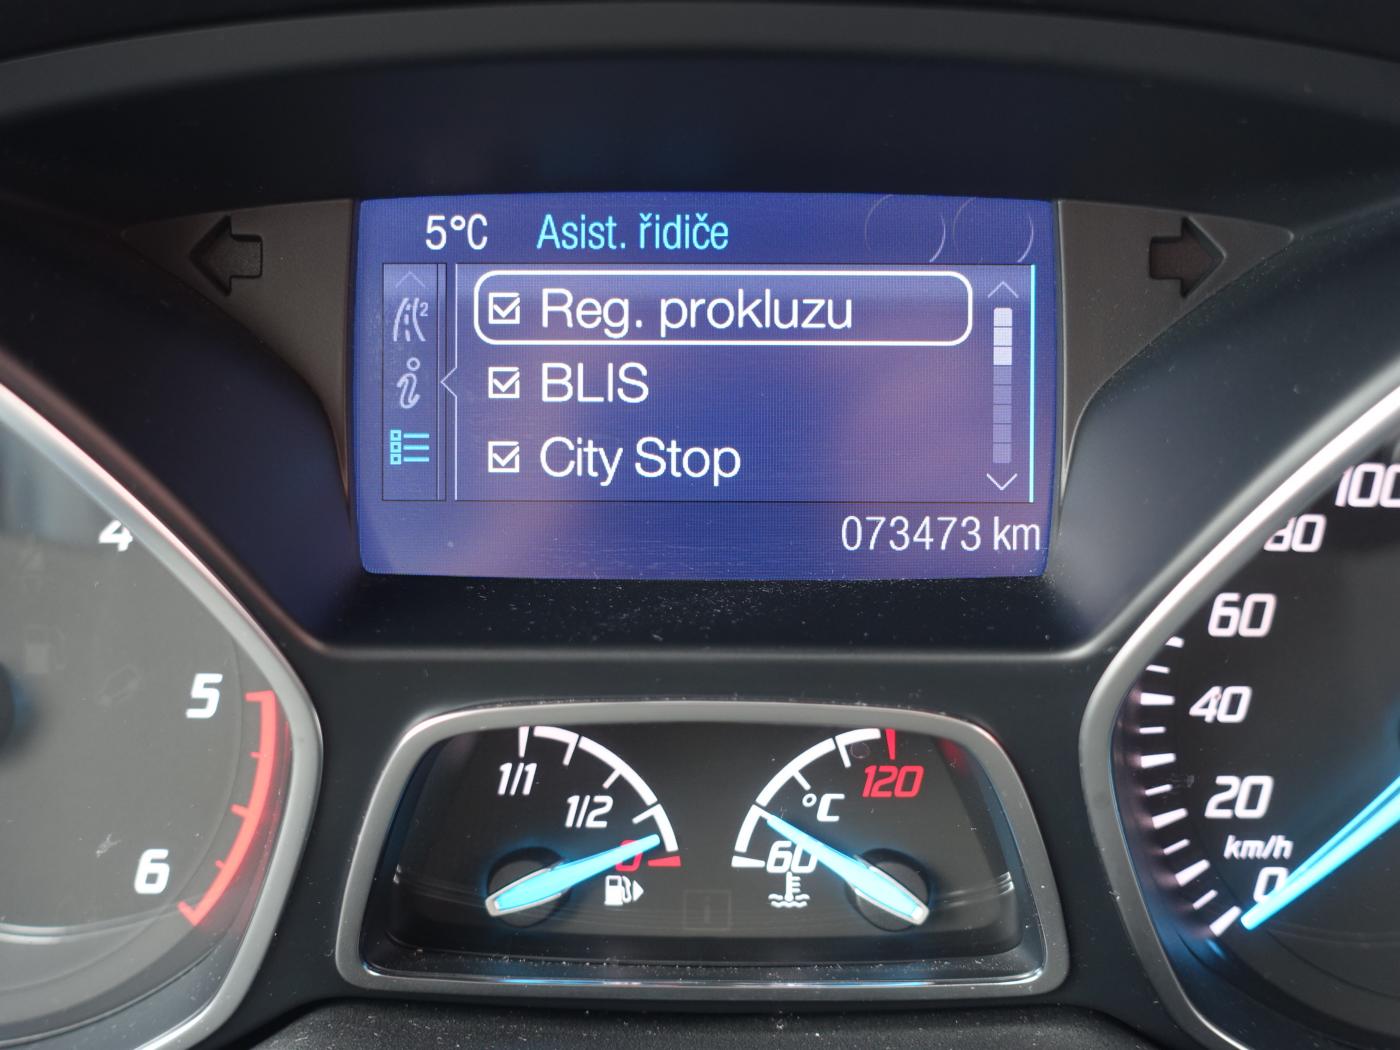 5°C Asist. řidiče
Reg. prokluzu
BLIS
City Stop
073473 km
4
5
6
1/1
1/2
0
°C
120
60
100
80
60
40
20
km/h
0